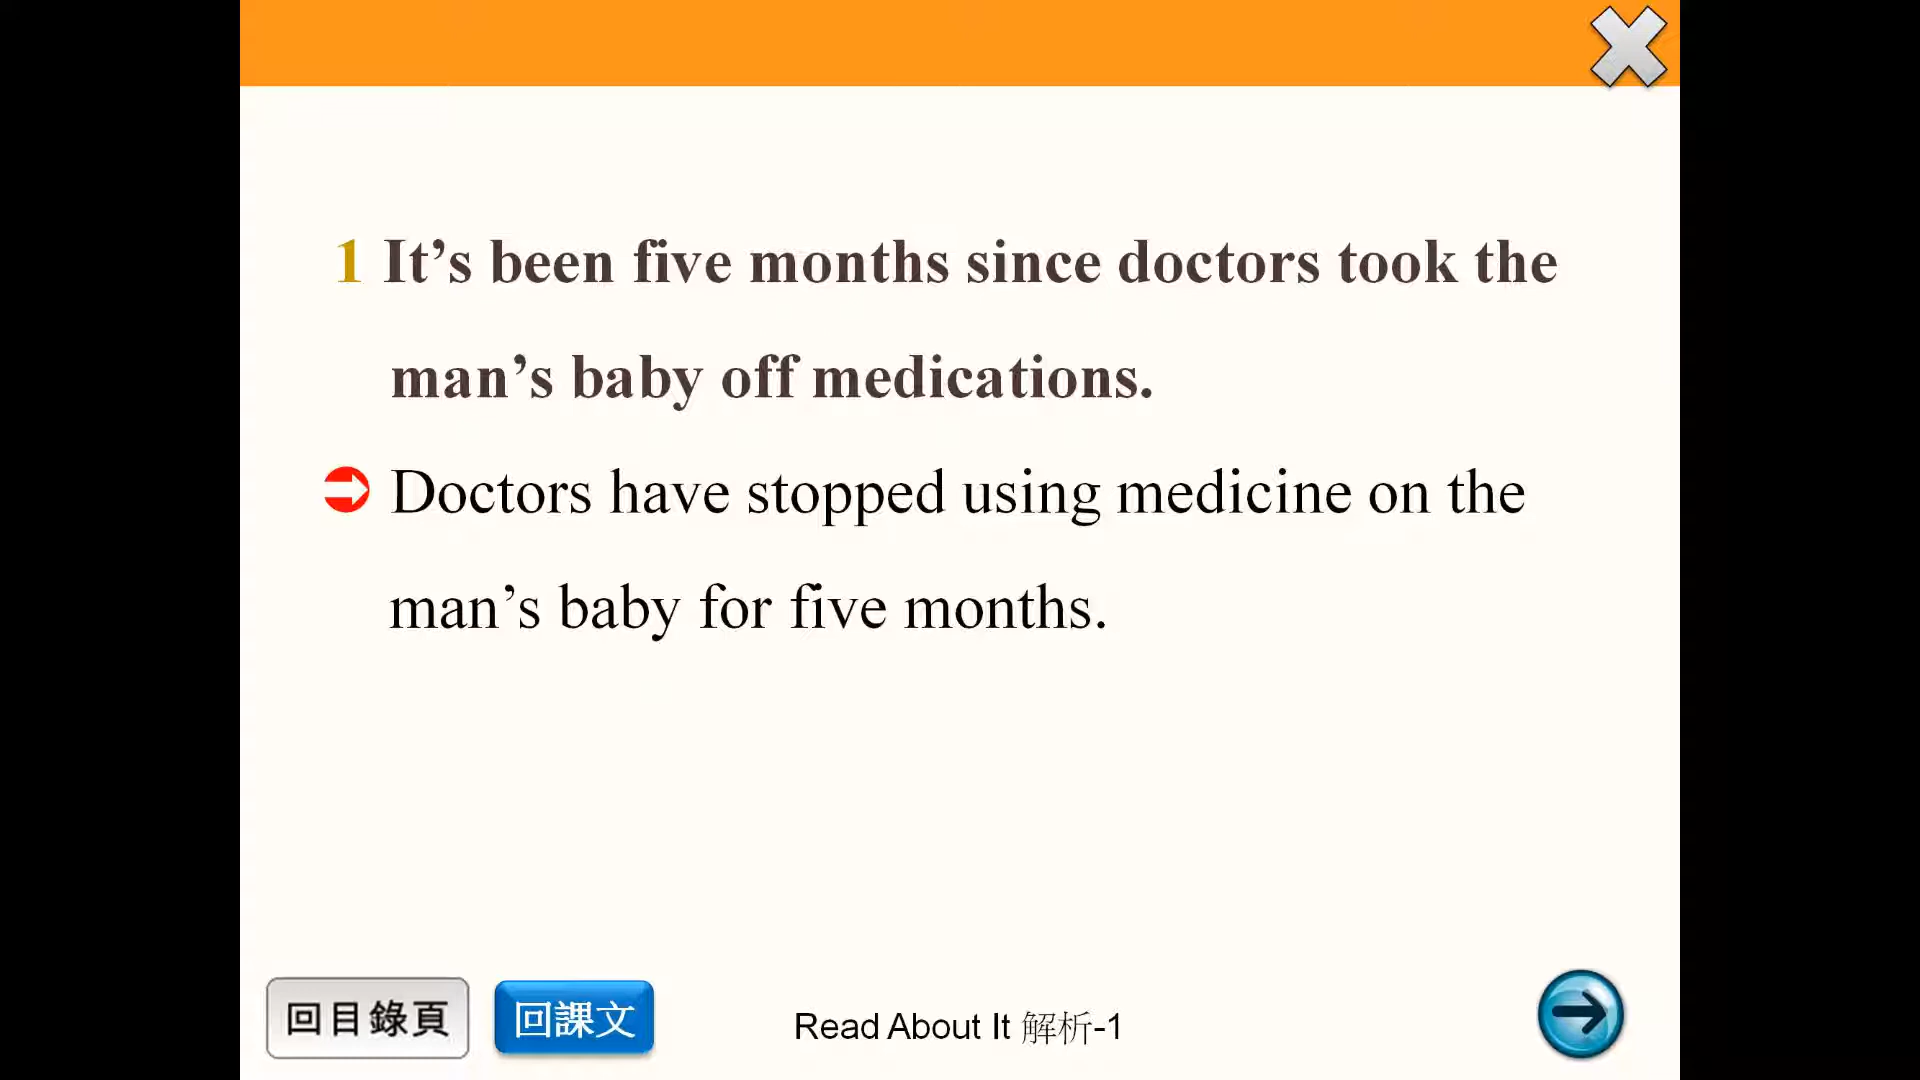 1 It’s been five months since doctors took the
man’s baby off medications.
Doctors have stopped using medicine on the
man’s baby for five months.
回目錄頁
回課文
Read About It 解析-1